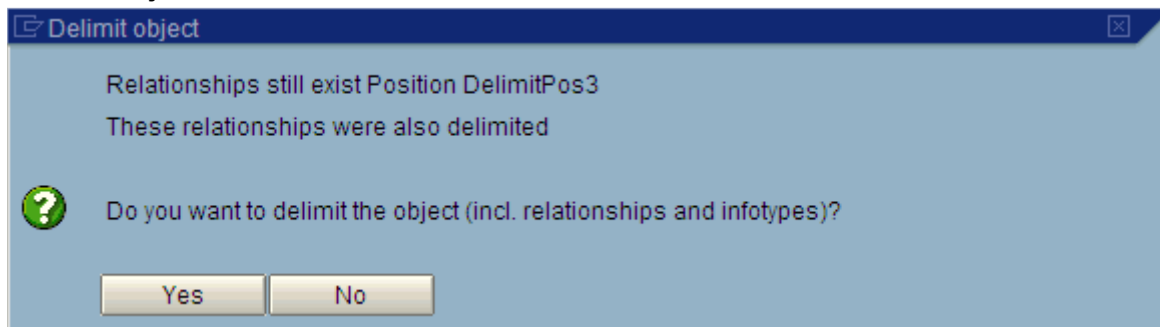 Delimit object
Relationships still exist Position DelimitPos3
These relationships were also delimited
Do you want to delimit the object (incl. relationships and infotypes)?
Yes No